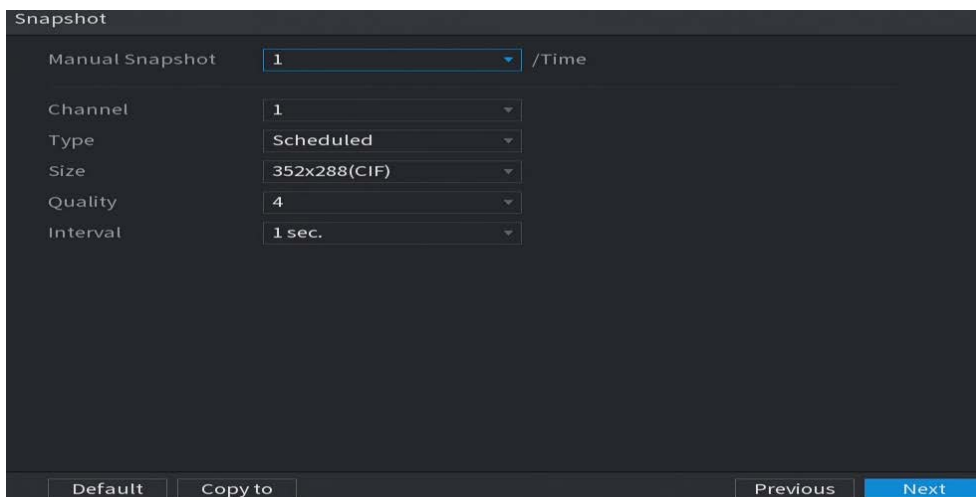 Snapshot
Manual Snapshot 1 /Time
Channel 1
Type Scheduled
Size 352x288(CIF)
Quality 4
Interval 1 sec.
Default Copy to Previous Next